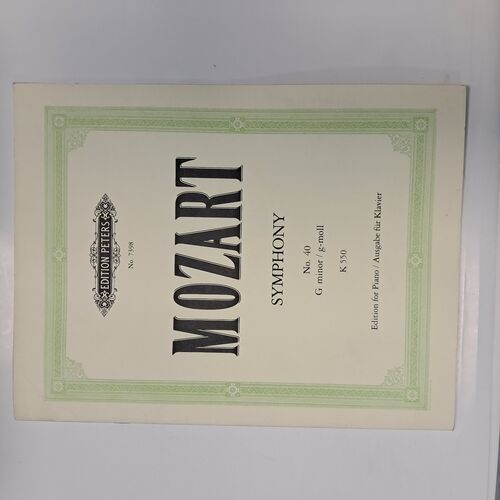 EDITION PETERS
No. 7398
MOZART
SYMPHONY
No. 40
G minor / g-moll
K 550
Edition for Piano / Ausgabe für Klavier